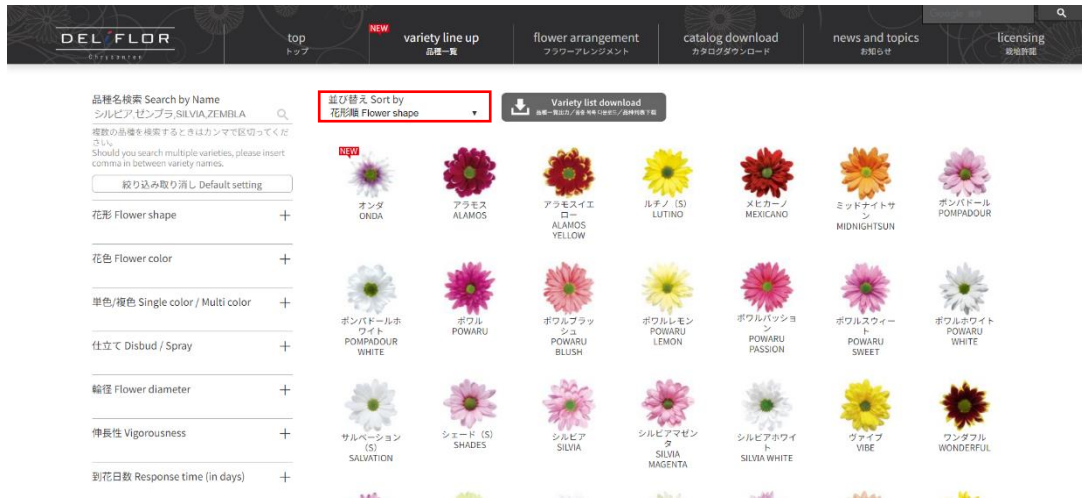 DELIFLOR
Chrysanten
top
トップ
NEW
variety line up
品種一覧
flower arrangement
フラワーアレンジメント
catalog download
カタログダウンロード
news and topics
お知らせ
licensing
栽培許諾
品種名検索 Search by Name
シルビア,ゼンブラ,SILVIA,ZEMBLA
複数の品種を検索するときはカンマで区切ってくだ
さい。
Should you search multiple varieties, please insert
comma in between variety names.
絞り込み取り消し Default setting
花形 Flower shape
花色 Flower color
単色/複色 Single color / Multi color
仕立て Disbud / Spray
輪径 Flower diameter
伸長性 Vigorousness
到花日数 Response time (in days)
並び替え Sort by
花形順 Flower shape
Variety list download
NEW
オンダ
ONDA
アラモス
ALAMOS
アラモスイエ
ロー
ALAMOS
YELLOW
ルチノ（S）
LUTINO
メヒカーノ
MEXICANO
ミッドナイトサ
ン
MIDNIGHTSUN
ポンパドール
POMPADOUR
ポンパドールホ
ワイト
POMPADOUR
WHITE
ポワル
POWARU
ポワルブラッ
シュ
POWARU
BLUSH
ポワルレモン
POWARU
LEMON
ポワルパッショ
ン
POWARU
PASSION
ポワルスウィー
ト
POWARU
SWEET
ポワルホワイト
POWARU
WHITE
サルベーション
（S）
SALVATION
シェード（S）
SHADES
シルビア
SILVIA
シルビアマゼン
タ
SILVIA
MAGENTA
シルビアホワイ
ト
SILVIA WHITE
ヴァイブ
VIBE
ワンダフル
WONDERFUL